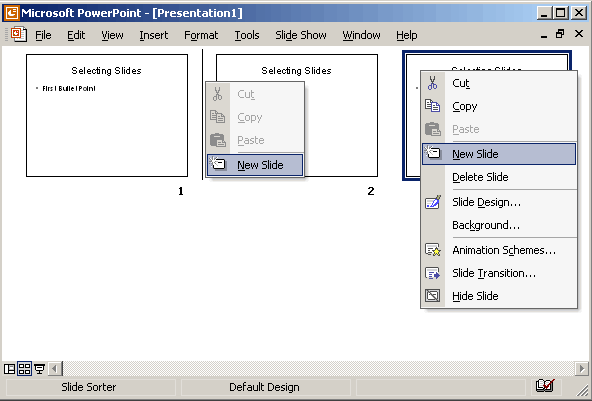 Microsoft PowerPoint - [Presentation1]
File Edit View Insert Format Tools Slide Show Window Help
Selecting Slides
• First Bullet Point
1
Selecting Slides
2
Cut
Copy
Paste
New Slide
Selecting Slides
Cut
Copy
Paste
New Slide
Delete Slide
Slide Design...
Background...
Animation Schemes...
Slide Transition...
Hide Slide
Slide Sorter
Default Design